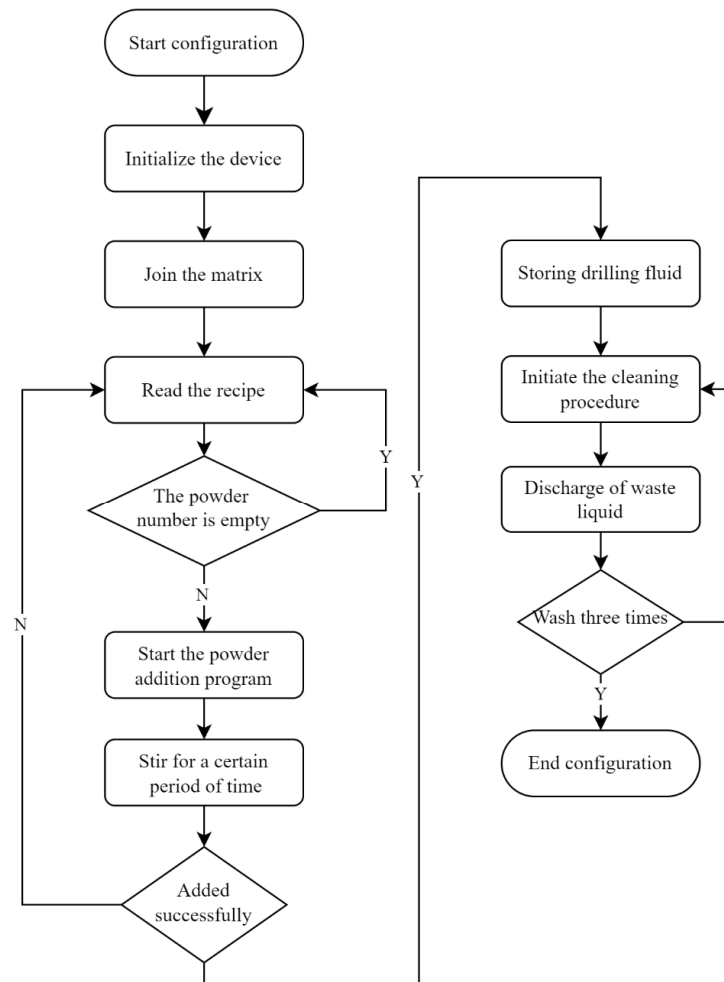 Start configuration
Initialize the device
Join the matrix
Read the recipe
Y
The powder
number is empty
N
N
Start the powder
addition program
Stir for a certain
period of time
Added
successfully
Y
Storing drilling fluid
Initiate the cleaning
procedure
Discharge of waste
liquid
Wash three times
Y
End configuration